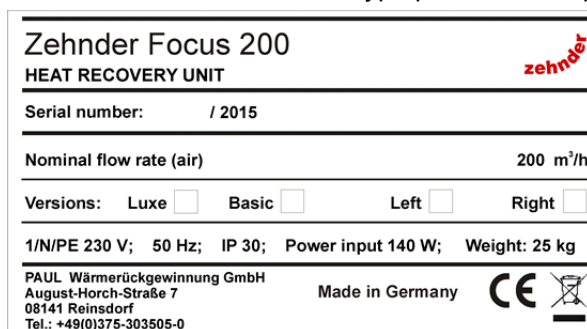 Zehnder Focus 200
zehnder
HEAT RECOVERY UNIT
Serial number: / 2015
Nominal flow rate (air) 200 m³/h
Versions: Luxe Basic Left Right
1/N/PE 230 V; 50 Hz; IP 30; Power input 140 W; Weight: 25 kg
PAUL Wärmerückgewinnung GmbH
August-Horch-Straße 7
08141 Reinsdorf
Tel.: +49(0)375-303505-0
Made in Germany
CE